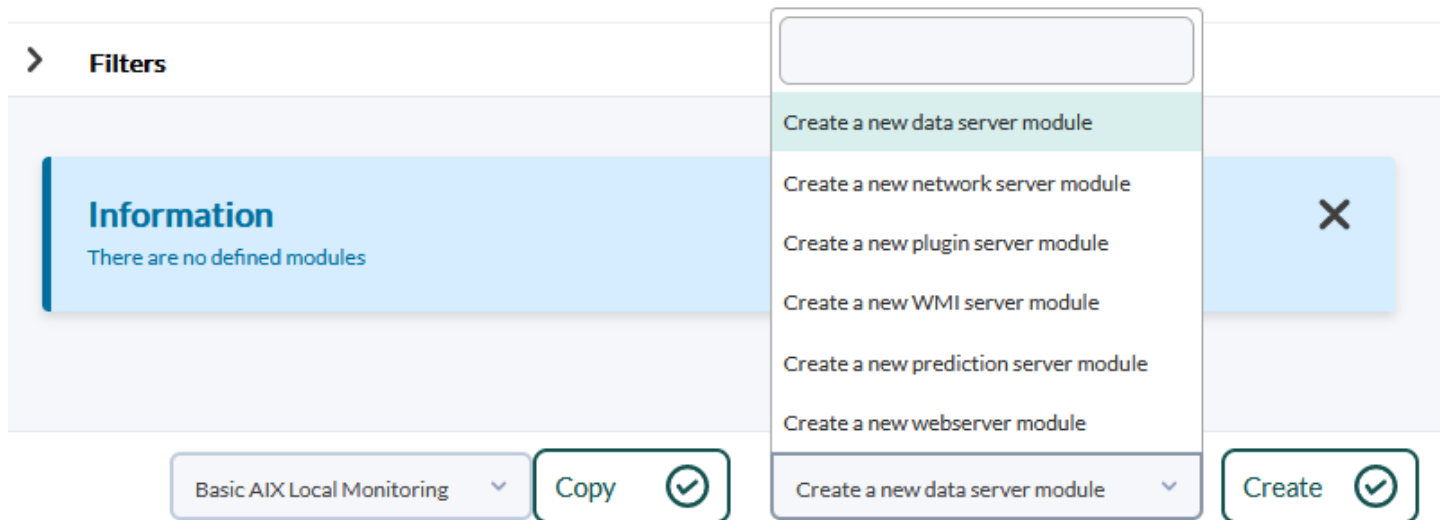 Filters
Information
There are no defined modules
Create a new data server module
Create a new network server module
Create a new plugin server module
Create a new WMI server module
Create a new prediction server module
Create a new webserver module
Basic AIX Local Monitoring
Copy
Create a new data server module
Create